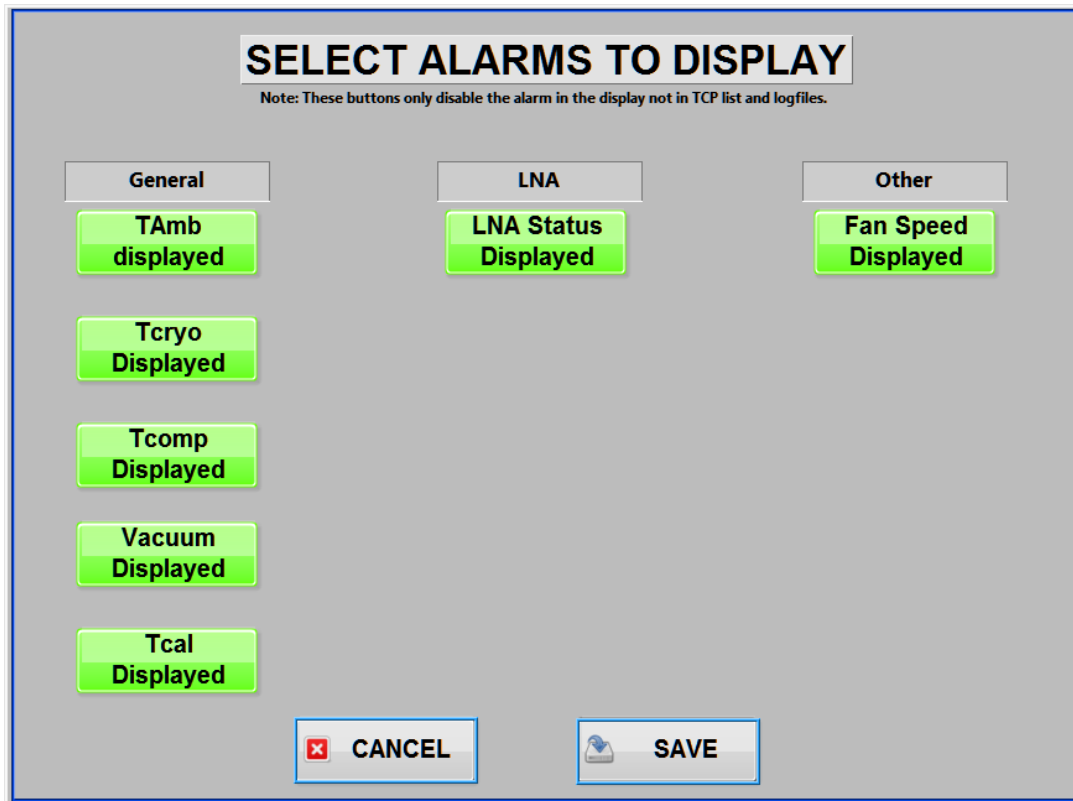 SELECT ALARMS TO DISPLAY
Note: These buttons only disable the alarm in the display not in TCP list and logfiles.
General
TAmb
displayed
Tcryo
Displayed
Tcomp
Displayed
Vacuum
Displayed
Tcal
Displayed
LNA
LNA Status
Displayed
Other
Fan Speed
Displayed
CANCEL
SAVE